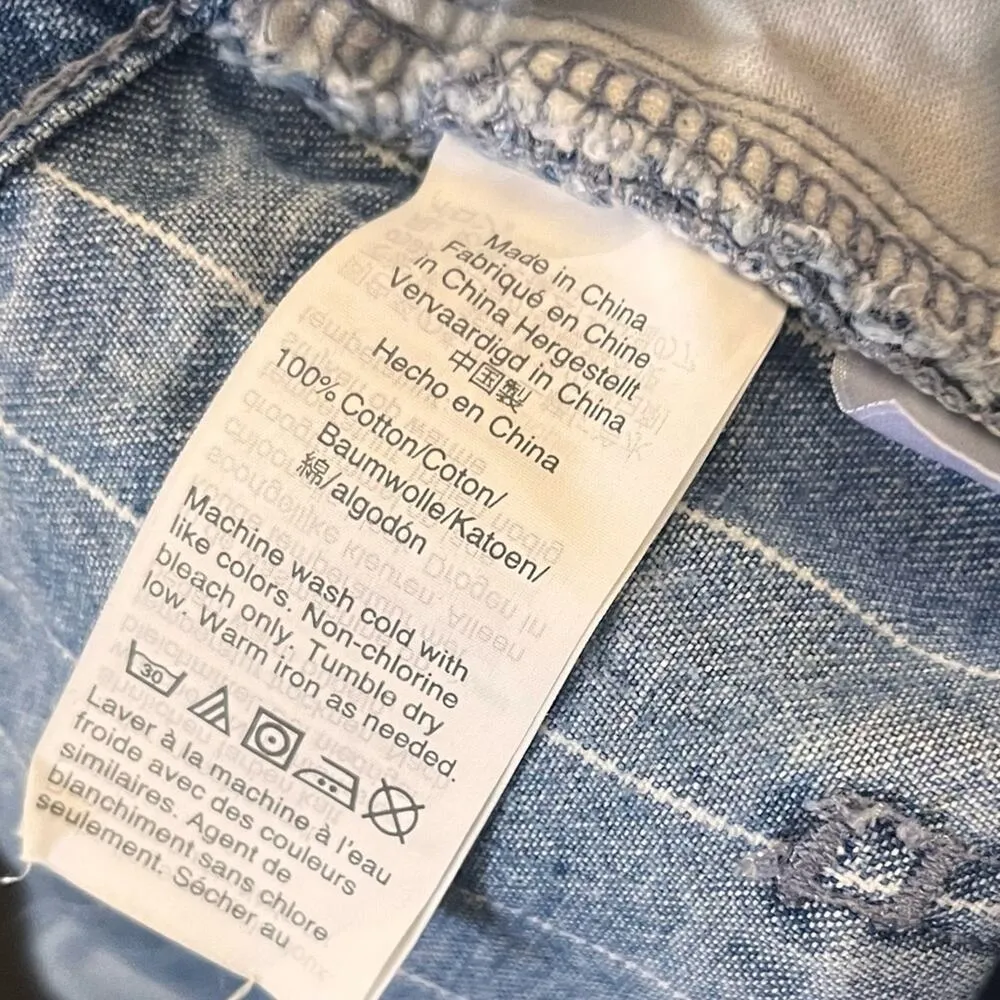 Made in China
Fabriqué en Chine
in China Hergestellt
Vervaardigd in China
中国製
Hecho en China
100% Cotton/Coton/
Baumwolle/Katoen/
綿/algodón
Machine wash cold with
like colors. Non-chlorine
bleach only. Tumble dry
low. Warm iron as needed.
30
Laver à la machine à l'eau
froide avec des couleurs
similaires. Agent de
blanchiment sans chlore
seulement. Sécher au